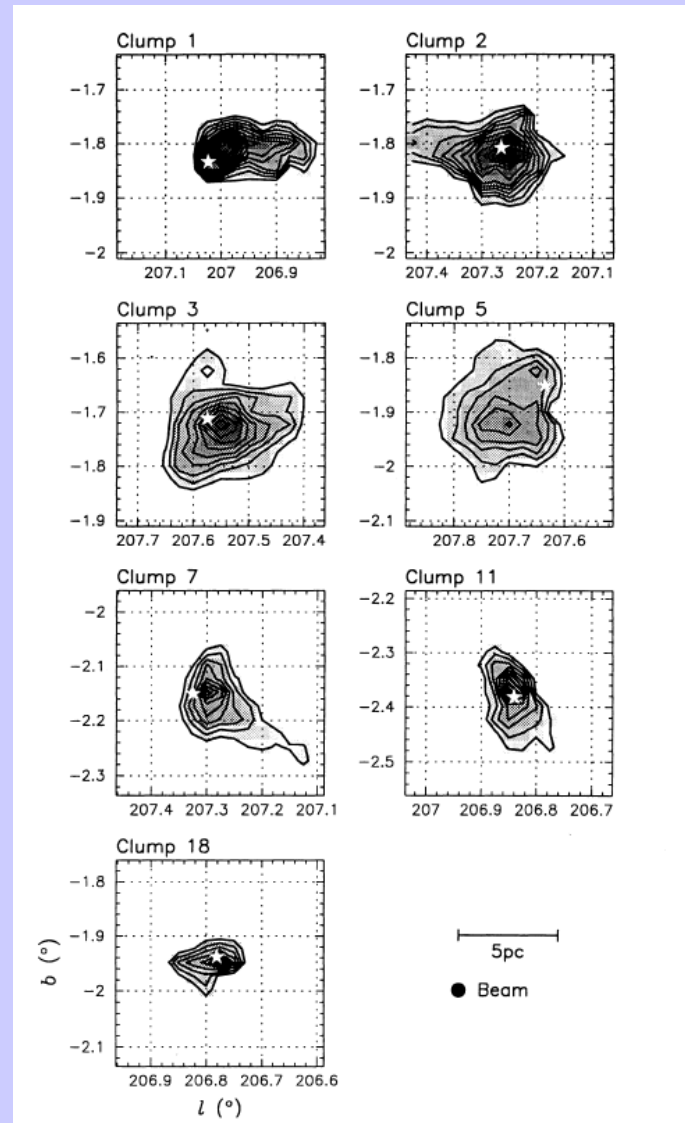 Clump 1
Clump 2
−1.7
−1.8
−1.9
−2
207.1 207 206.9
−1.7
−1.8
−1.9
−2
207.4 207.3 207.2 207.1
Clump 3
Clump 5
−1.6
−1.7
−1.8
−1.9
207.7 207.6 207.5 207.4
−1.8
−1.9
−2
−2.1
207.8 207.7 207.6
Clump 7
Clump 11
−2
−2.1
−2.2
−2.3
207.4 207.3 207.2 207.1
−2.2
−2.3
−2.4
−2.5
207 206.9 206.8 206.7
Clump 18
−1.8
−1.9
−2
−2.1
206.9 206.8 206.7 206.6
b (°)
l (°)
5pc
Beam